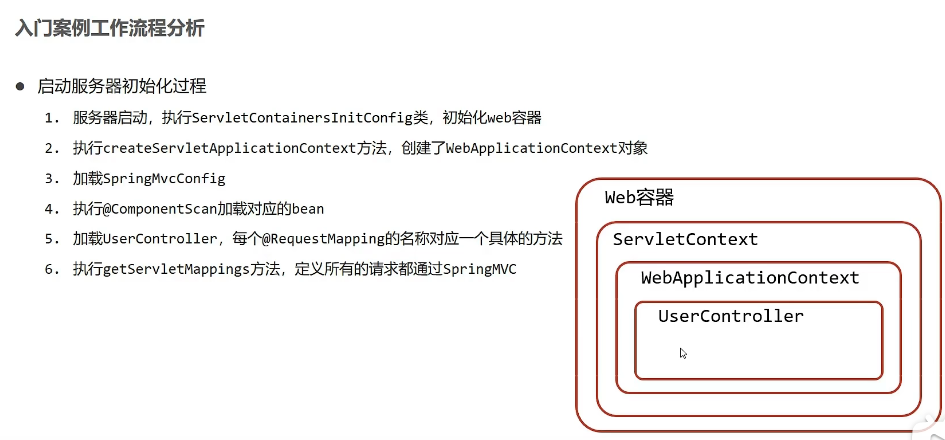 入门案例工作流程分析
● 启动服务器初始化过程
1. 服务器启动，执行ServletContainersInitConfig类，初始化web容器
2. 执行createServletApplicationContext方法，创建了WebApplicationContext对象
3. 加载SpringMvcConfig
4. 执行@ComponentScan加载对应的bean
5. 加载UserController，每个@RequestMapping的名称对应一个具体的方法
6. 执行getServletMappings方法，定义所有的请求都通过SpringMVC
Web容器
ServletContext
WebApplicationContext
UserController